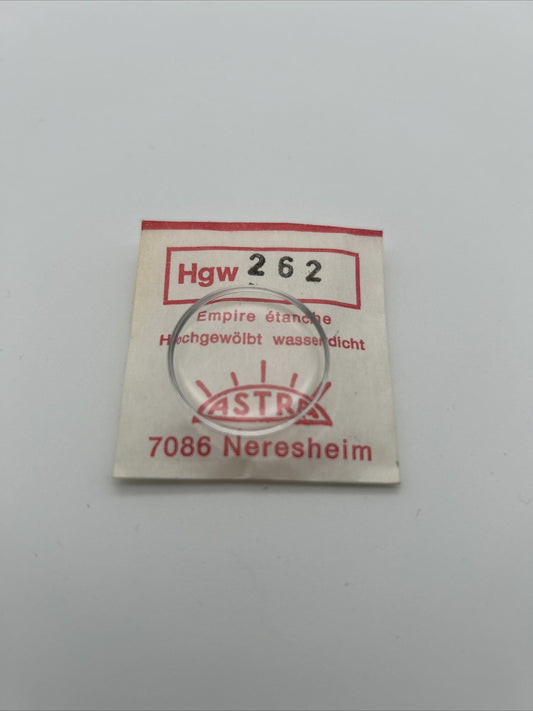 Hgw 262
Empire étanche
Hochgewölbt wasserdicht
ASTRA
7086 Neresheim